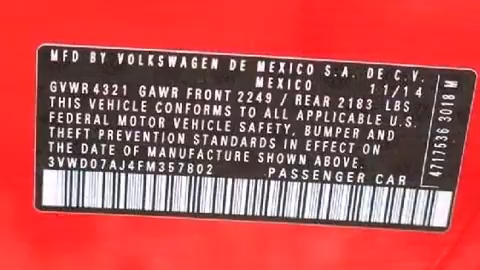 MFD BY VOLKSWAGEN DE MEXICO S.A. DE C.V.
MEXICO 11/14
GVWR 4321 GAWR FRONT 2249 / REAR 2183 LBS
THIS VEHICLE CONFORMS TO ALL APPLICABLE U.S.
FEDERAL MOTOR VEHICLE SAFETY, BUMPER AND
THEFT PREVENTION STANDARDS IN EFFECT ON
THE DATE OF MANUFACTURE SHOWN ABOVE.
3VWD07AJ4FM357802 PASSENGER CAR
4717536 3018 M